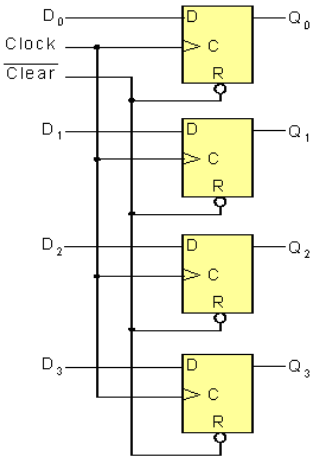 D0 D Q0
Clock C
Clear R
D1 D Q1
C
R
D2 D Q2
C
R
D3 D Q3
C
R